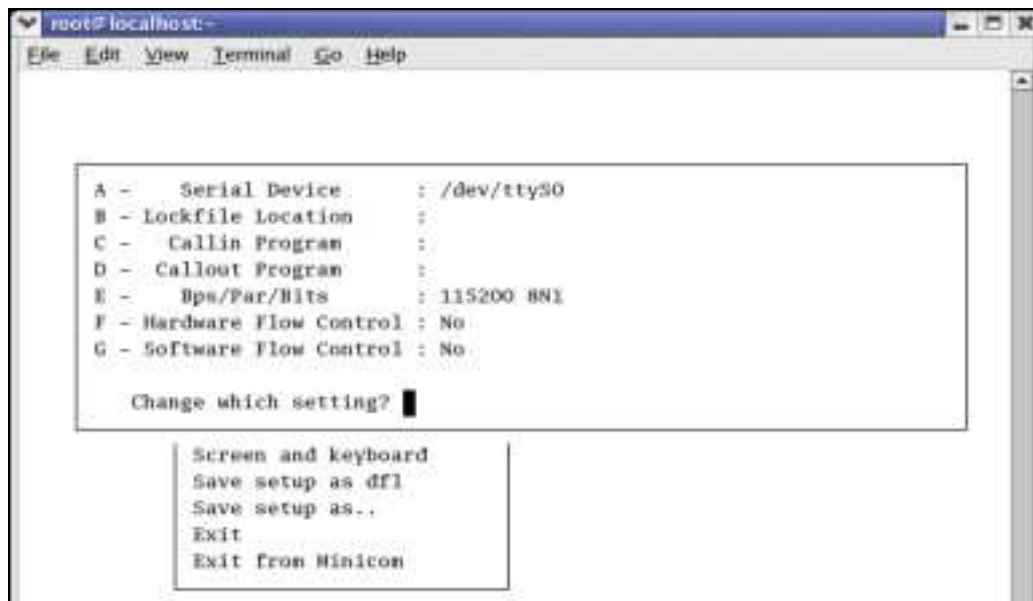 root@localhost:~
File Edit View Terminal Go Help
A - Serial Device : /dev/ttyS0
B - Lockfile Location :
C - Callin Program :
D - Callout Program :
E - Bps/Par/Bits : 115200 8N1
F - Hardware Flow Control : No
G - Software Flow Control : No
Change which setting?
Screen and keyboard
Save setup as dfl
Save setup as..
Exit
Exit from Minicom